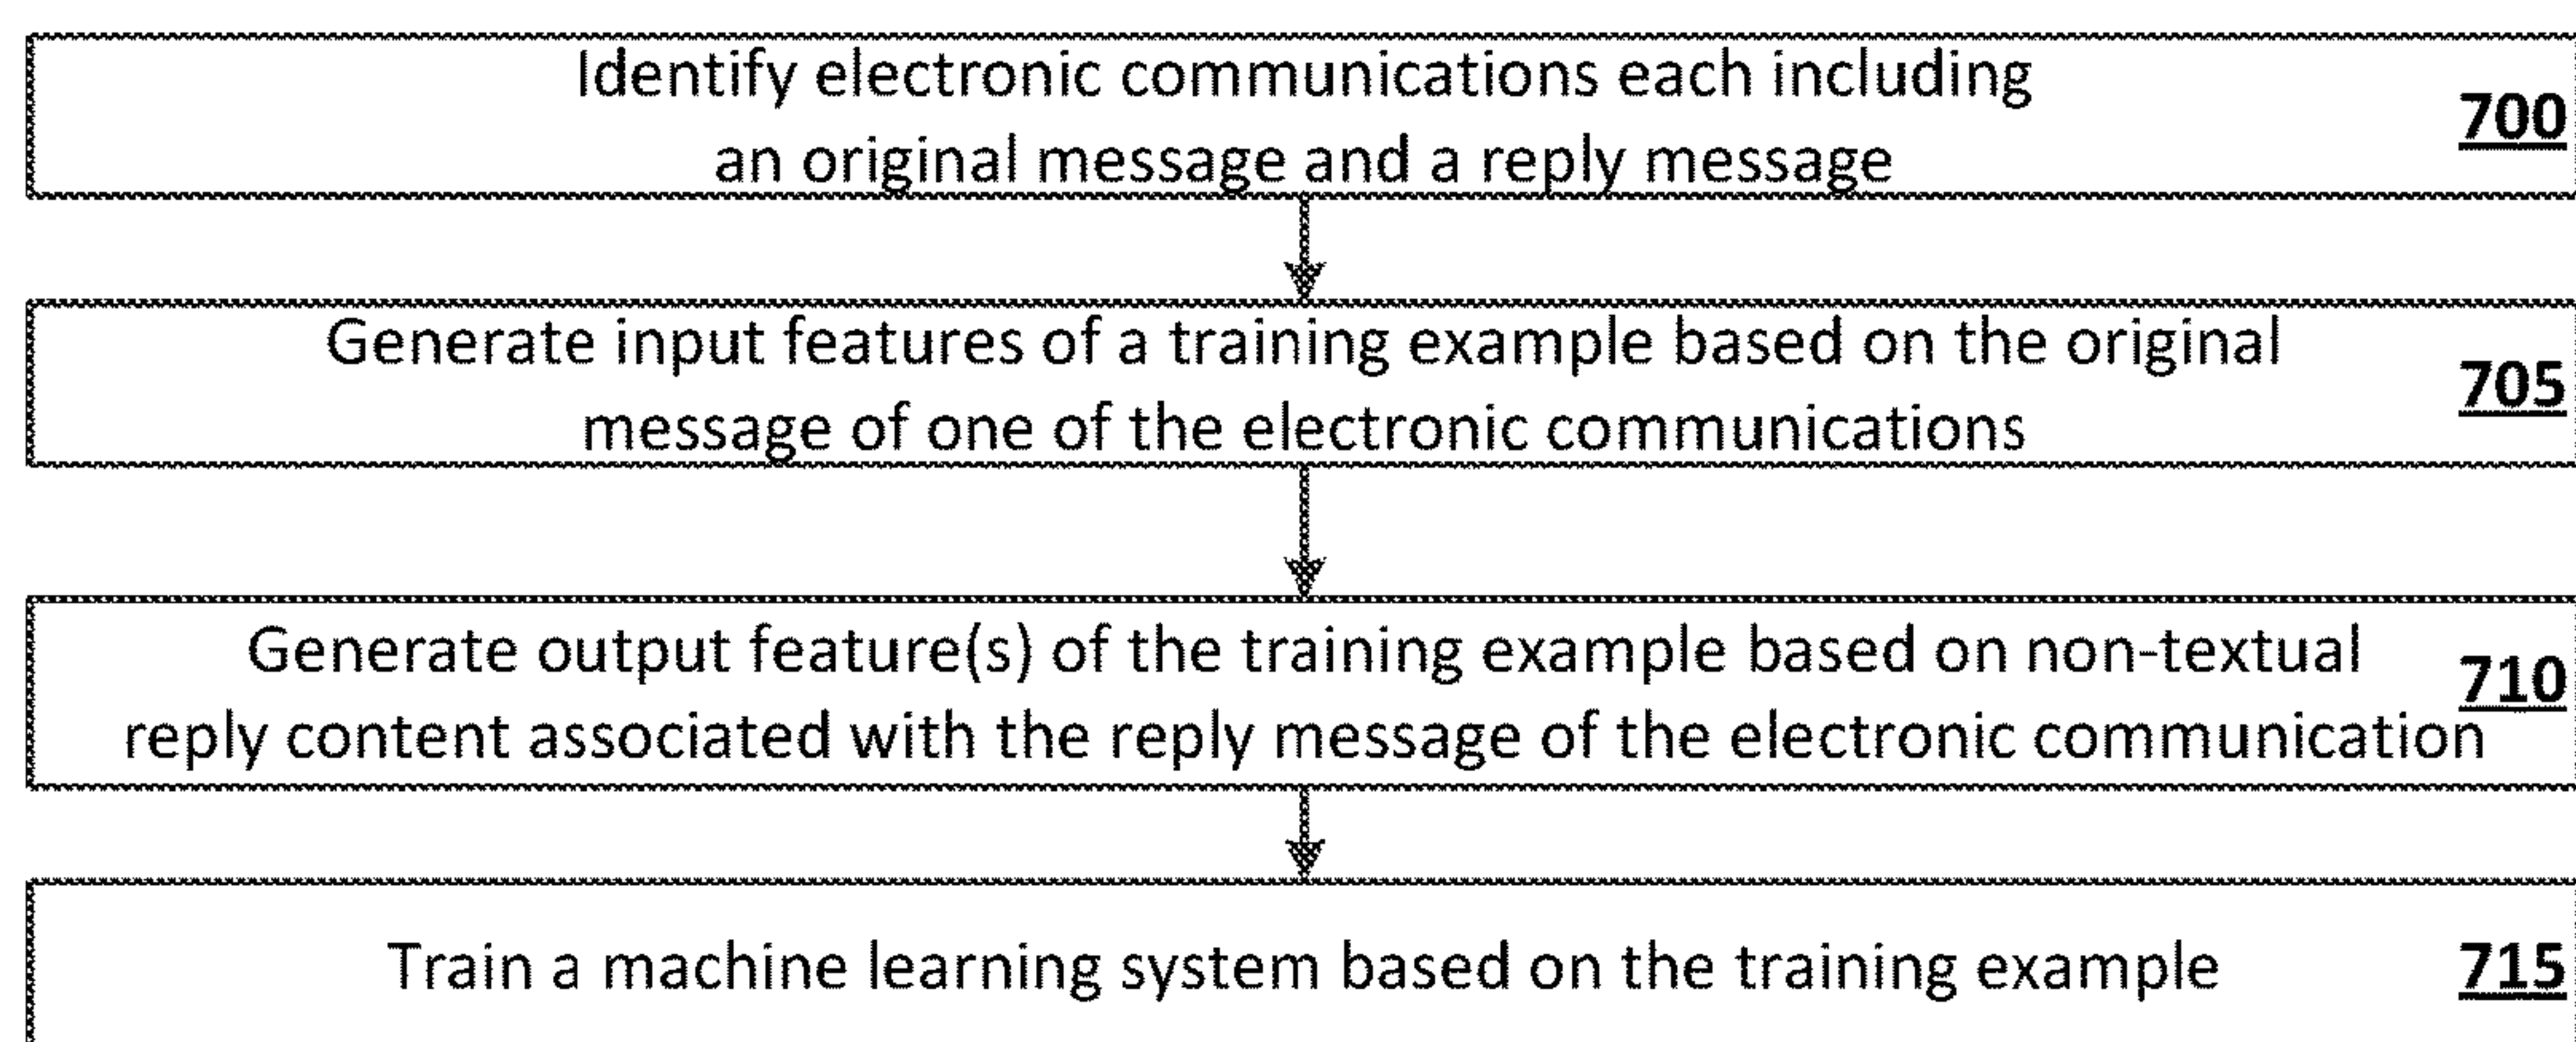 Identify electronic communications each including
an original message and a reply message
700
Generate input features of a training example based on the original
message of one of the electronic communications
705
Generate output feature(s) of the training example based on non-textual
reply content associated with the reply message of the electronic communication
710
Train a machine learning system based on the training example
715